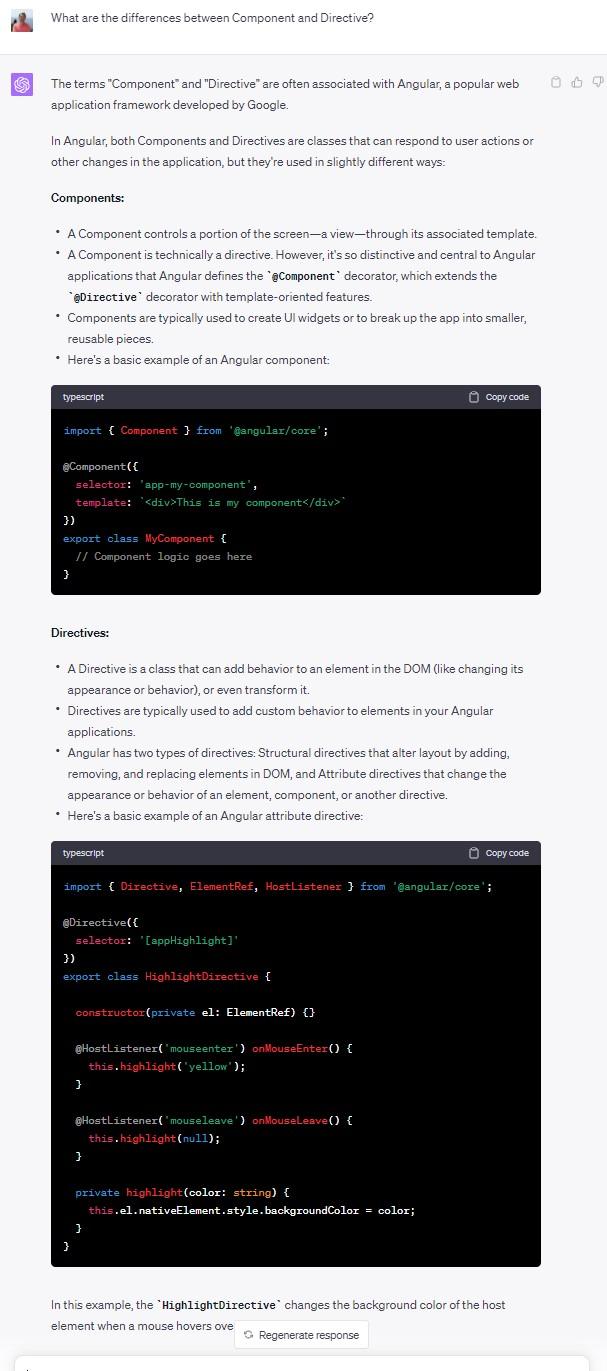 What are the differences between Component and Directive?
The terms "Component" and "Directive" are often associated with Angular, a popular web
application framework developed by Google.
In Angular, both Components and Directives are classes that can respond to user actions or
other changes in the application, but they're used in slightly different ways:
Components:
• A Component controls a portion of the screen—a view—through its associated template.
• A Component is technically a directive. However, it's so distinctive and central to Angular
applications that Angular defines the `@Component` decorator, which extends the
`@Directive` decorator with template-oriented features.
• Components are typically used to create UI widgets or to break up the app into smaller,
reusable pieces.
• Here's a basic example of an Angular component:
typescript Copy code
import { Component } from '@angular/core';
@Component({
  selector: 'app-my-component',
  template: `<div>This is my component</div>`
})
export class MyComponent {
  // Component logic goes here
}
Directives:
• A Directive is a class that can add behavior to an element in the DOM (like changing its
appearance or behavior), or even transform it.
• Directives are typically used to add custom behavior to elements in your Angular
applications.
• Angular has two types of directives: Structural directives that alter layout by adding,
removing, and replacing elements in DOM, and Attribute directives that change the
appearance or behavior of an element, component, or another directive.
• Here's a basic example of an Angular attribute directive:
typescript Copy code
import { Directive, ElementRef, HostListener } from '@angular/core';
@Directive({
  selector: '[appHighlight]'
})
export class HighlightDirective {
  constructor(private el: ElementRef) {}
  @HostListener('mouseenter') onMouseEnter() {
    this.highlight('yellow');
  }
  @HostListener('mouseleave') onMouseLeave() {
    this.highlight(null);
  }
  private highlight(color: string) {
    this.el.nativeElement.style.backgroundColor = color;
  }
}
In this example, the `HighlightDirective` changes the background color of the host
element when a mouse hovers ove
Regenerate response